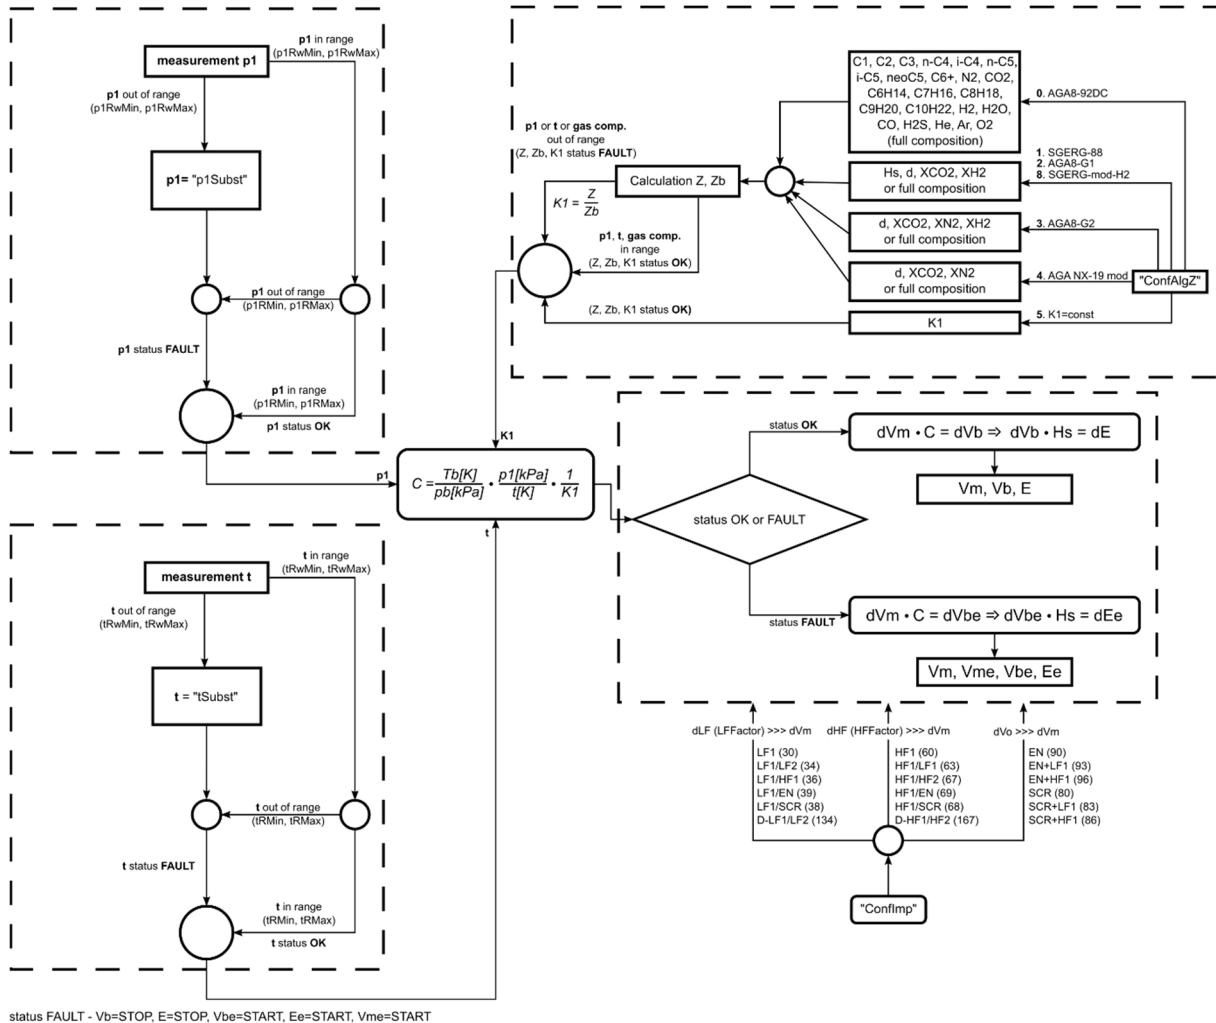 measurement p1
p1 in range
(p1RwMin, p1RwMax)
p1 out of range
(p1RwMin, p1RwMax)
p1= "p1Subst"
p1 out of range
(p1RMin, p1RMax)
p1 status FAULT
p1 in range
(p1RMin, p1RMax)
p1 status OK
p1
C1, C2, C3, n-C4, i-C4, n-C5,
i-C5, neoC5, C6+, N2, CO2,
C6H14, C7H16, C8H18,
C9H20, C10H22, H2, H2O,
CO, H2S, He, Ar, O2
(full composition)
0. AGA8-92DC
1. SGERG-88
2. AGA8-G1
8. SGERG-mod-H2
Hs, d, XCO2, XH2
or full composition
3. AGA8-G2
d, XCO2, XN2, XH2
or full composition
4. AGA NX-19 mod
d, XCO2, XN2
or full composition
"ConfAlgZ"
5. K1=const
K1
p1 or t or gas comp.
out of range
(Z, Zb, K1 status FAULT)
Calculation Z, Zb
K1 = Z/Zb
p1, t, gas comp.
in range
(Z, Zb, K1 status OK)
(Z, Zb, K1 status OK)
K1
C = Tb[K]/pb[kPa] • p1[kPa]/t[K] • 1/K1
t
status OK or FAULT
status OK
dVm • C = dVb ⇒ dVb • Hs = dE
Vm, Vb, E
status FAULT
dVm • C = dVbe ⇒ dVbe • Hs = dEe
Vm, Vme, Vbe, Ee
measurement t
t in range
(tRwMin, tRwMax)
t out of range
(tRwMin, tRwMax)
t = "tSubst"
t out of range
(tRMin, tRMax)
t status FAULT
t in range
(tRMin, tRMax)
t status OK
dLF (LFFactor) >>> dVm
LF1 (30)
LF1/LF2 (34)
LF1/HF1 (36)
LF1/EN (39)
LF1/SCR (38)
D-LF1/LF2 (134)
dHF (HFFactor) >>> dVm
HF1 (60)
HF1/LF1 (63)
HF1/HF2 (67)
HF1/EN (69)
HF1/SCR (68)
D-HF1/HF2 (167)
dVo >>> dVm
EN (90)
EN+LF1 (93)
EN+HF1 (96)
SCR (80)
SCR+LF1 (83)
SCR+HF1 (86)
"ConfImp"
status FAULT - Vb=STOP, E=STOP, Vbe=START, Ee=START, Vme=START